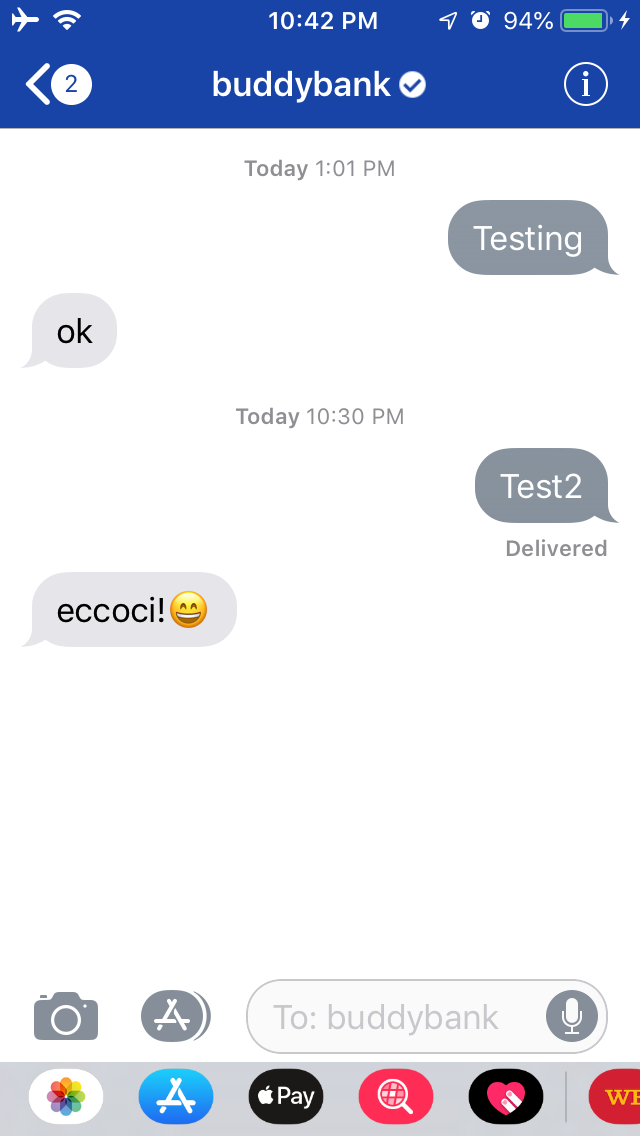 10:42 PM 94%
2 buddybank i
Today 1:01 PM
Testing
ok
Today 10:30 PM
Test2
Delivered
eccoci!😄
To: buddybank
Pay
WE